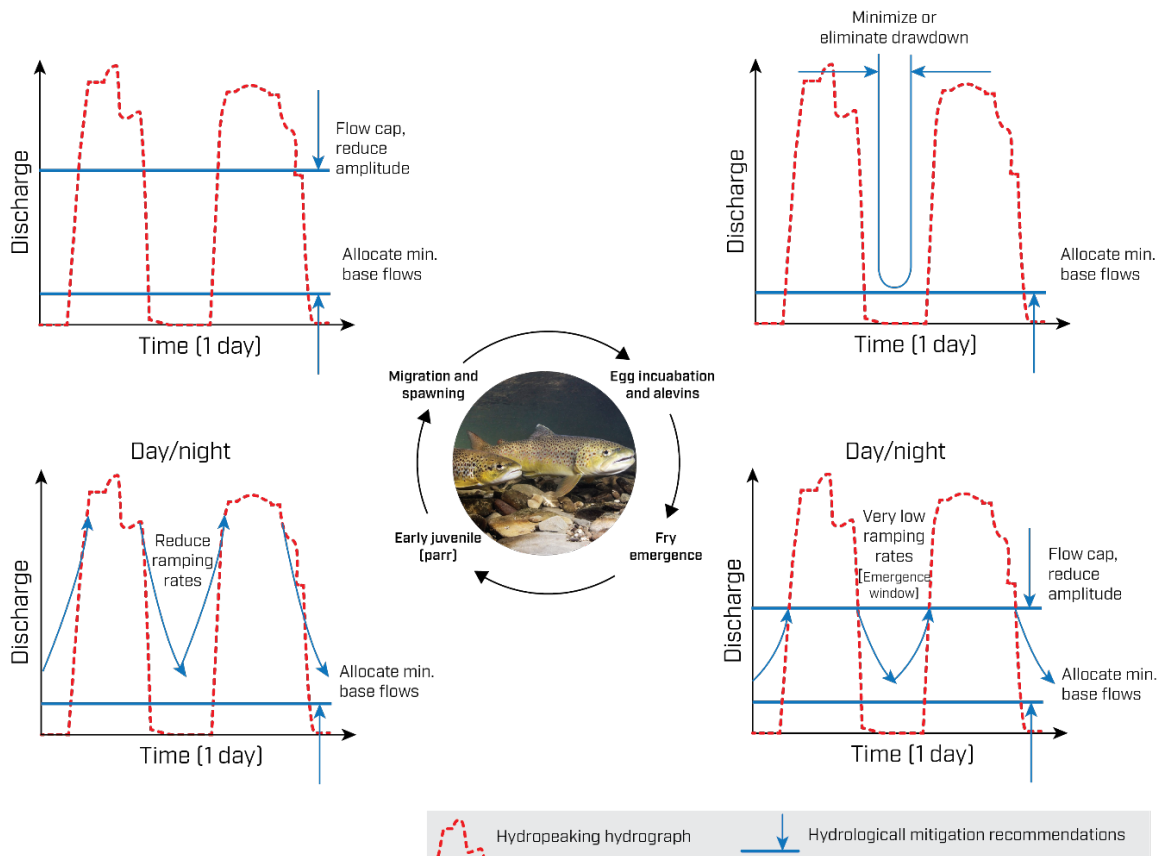 Flow cap,
reduce
amplitude
Allocate min.
base flows
Discharge
Time (1 day)
Minimize or
eliminate drawdown
Allocate min.
base flows
Discharge
Time (1 day)
Migration and
spawning
Egg incuabation
and alevins
Early juvenile
(parr)
Fry
emergence
Day/night
Reduce
ramping
rates
Allocate min.
base flows
Discharge
Time (1 day)
Day/night
Very low
ramping
rates
[Emergence
window]
Flow cap,
reduce
amplitude
Allocate min.
base flows
Discharge
Time (1 day)
Hydropeaking hydrograph
Hydrologicall mitigation recommendations